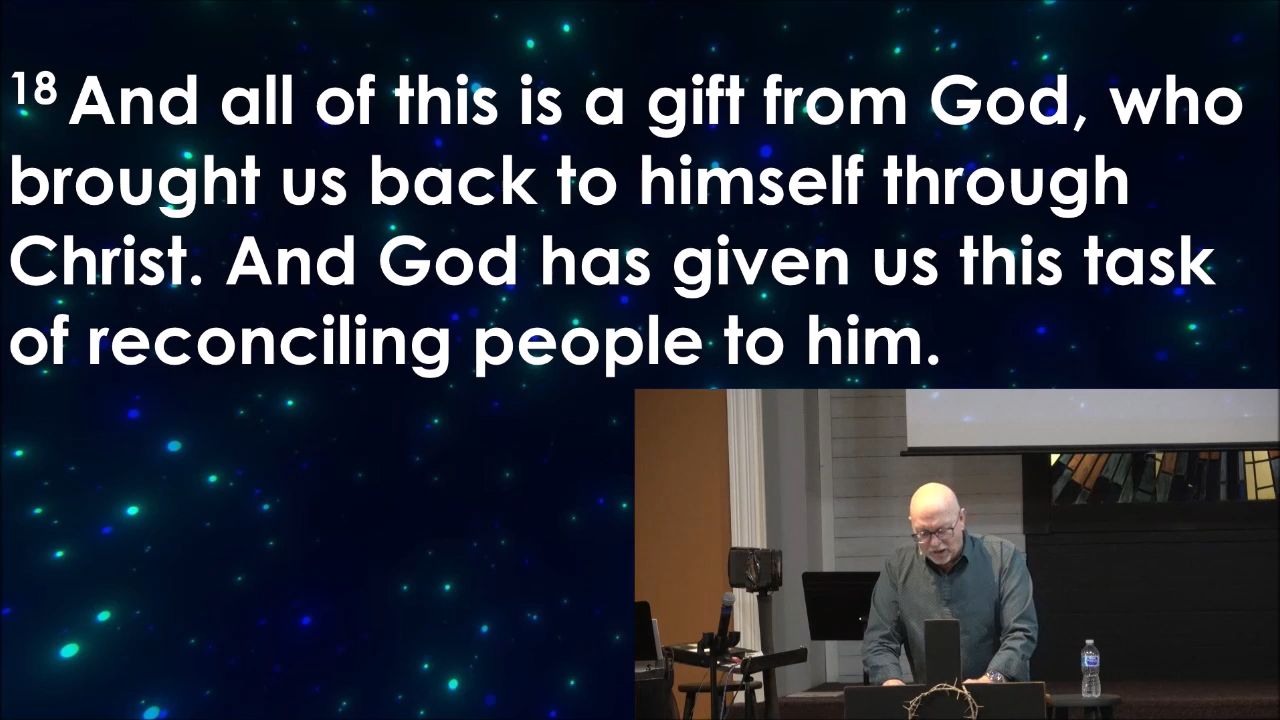 18 And all of this is a gift from God, who
brought us back to himself through
Christ. And God has given us this task
of reconciling people to him.